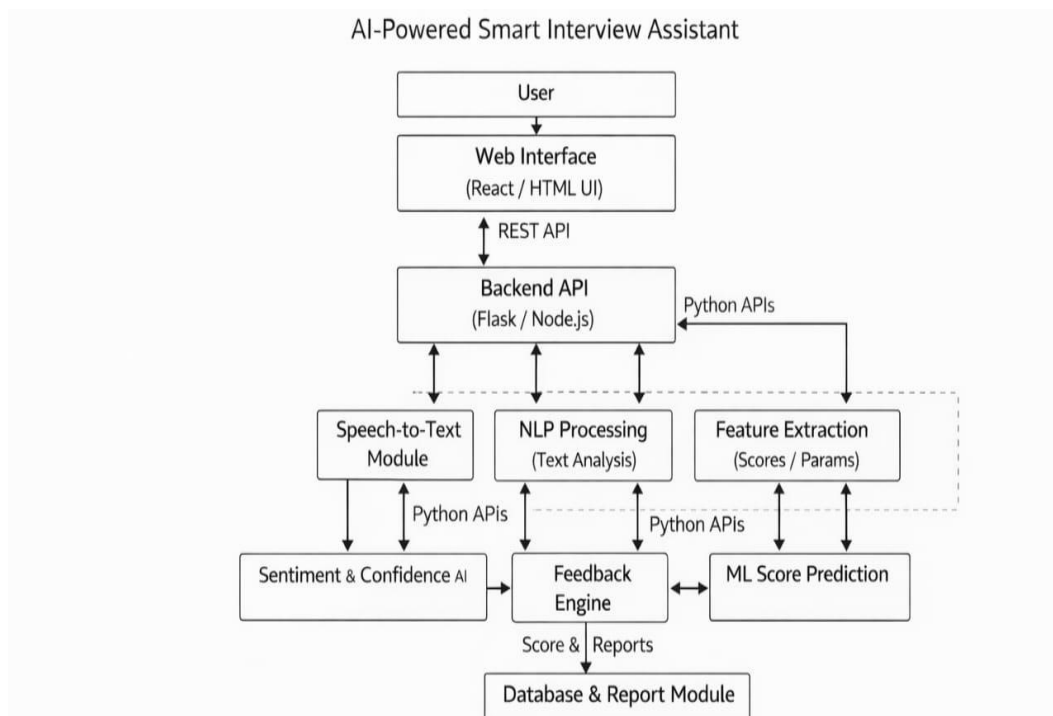 AI-Powered Smart Interview Assistant
User
Web Interface
(React / HTML UI)
REST API
Backend API
(Flask / Node.js)
Python APIs
Speech-to-Text
Module
NLP Processing
(Text Analysis)
Feature Extraction
(Scores / Params)
Python APIs
Python APIs
Sentiment & Confidence AI
Feedback
Engine
ML Score Prediction
Score & Reports
Database & Report Module